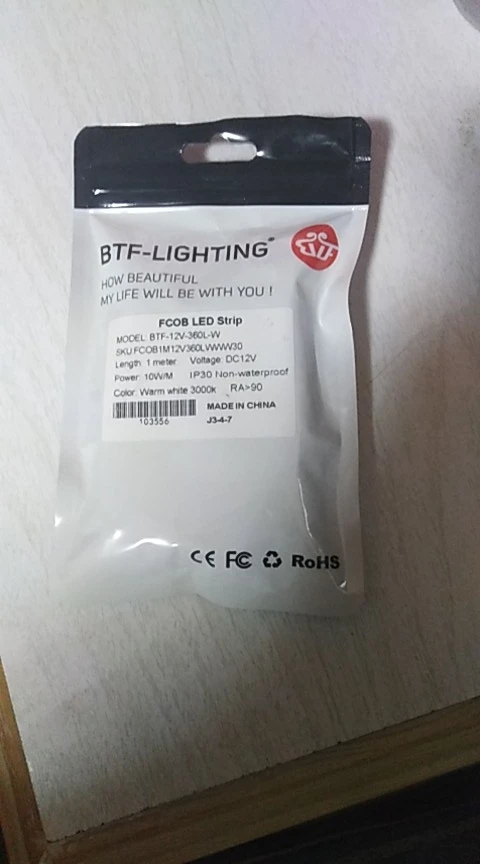 BTF-LIGHTING®
BTF
HOW BEAUTIFUL
MY LIFE WILL BE WITH YOU !
FCOB LED Strip
MODEL: BTF-12V-360L-W
SKU:FCOB1M12V360LWWW30
Length: 1 meter Voltage: DC12V
Power: 10W/M IP30 Non-waterproof
Color: Warm white 3000k RA>90
MADE IN CHINA
103556 J3-4-7
CE FC RoHS